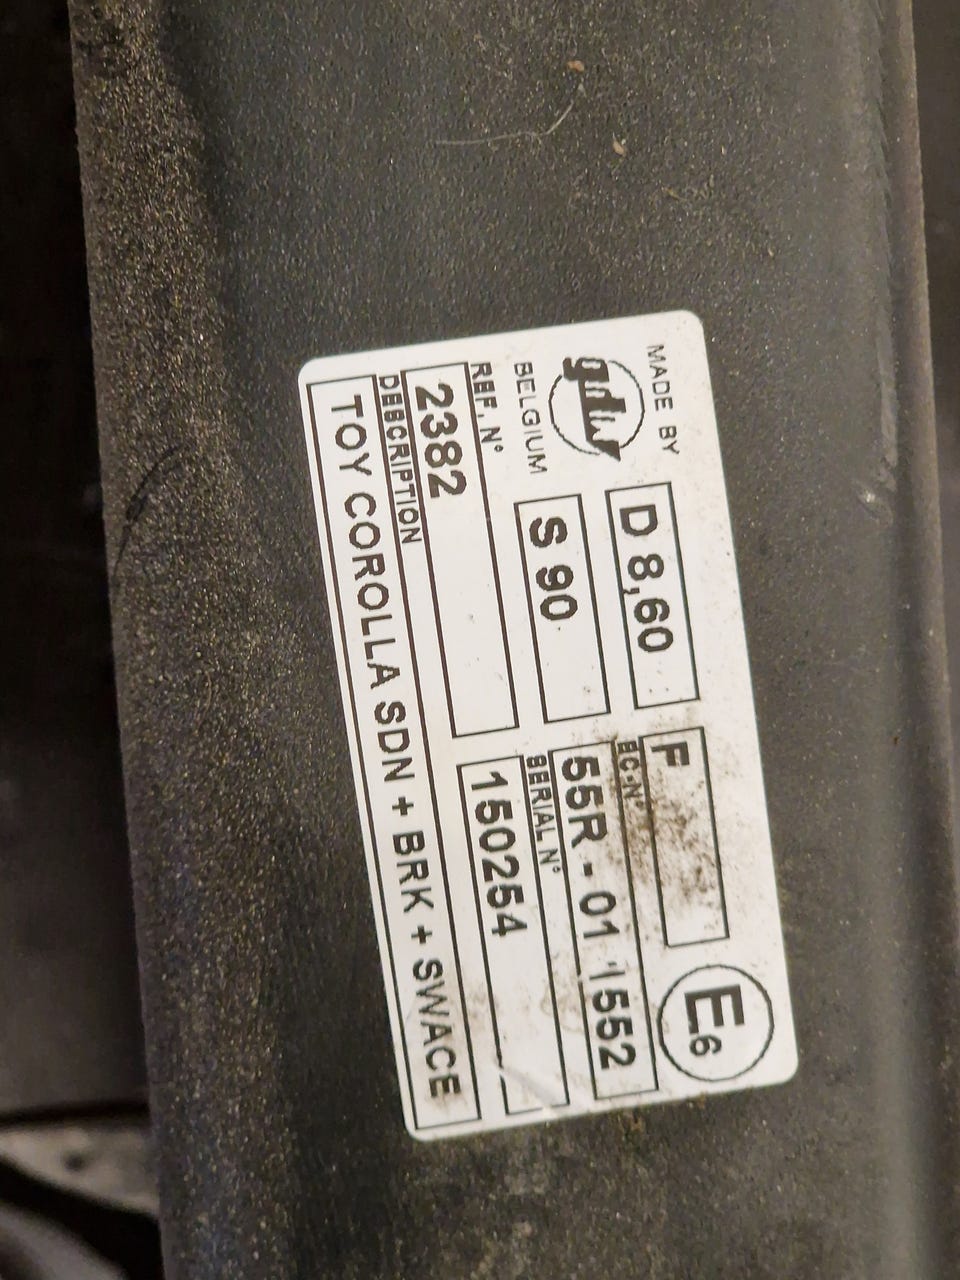 MADE BY
gdw
BELGIUM
D 8,60
F
E6
S 90
EC-N°
55R - 01 1552
REF. N°
2382
SERIAL N°
150254
DESCRIPTION
TOY COROLLA SDN + BRK + SWACE